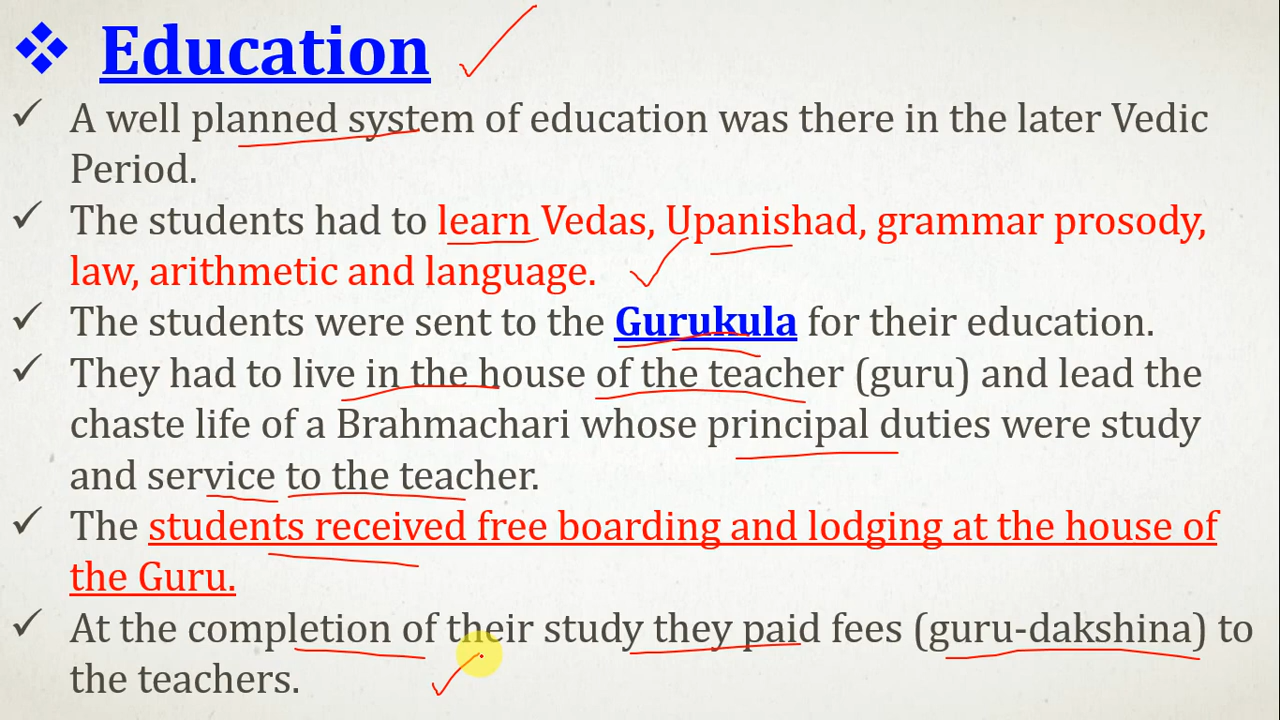 ❖ Education
✓ A well planned system of education was there in the later Vedic
Period.
✓ The students had to learn Vedas, Upanishad, grammar prosody,
law, arithmetic and language.
✓ The students were sent to the Gurukula for their education.
✓ They had to live in the house of the teacher (guru) and lead the
chaste life of a Brahmachari whose principal duties were study
and service to the teacher.
✓ The students received free boarding and lodging at the house of
the Guru.
✓ At the completion of their study they paid fees (guru-dakshina) to
the teachers.